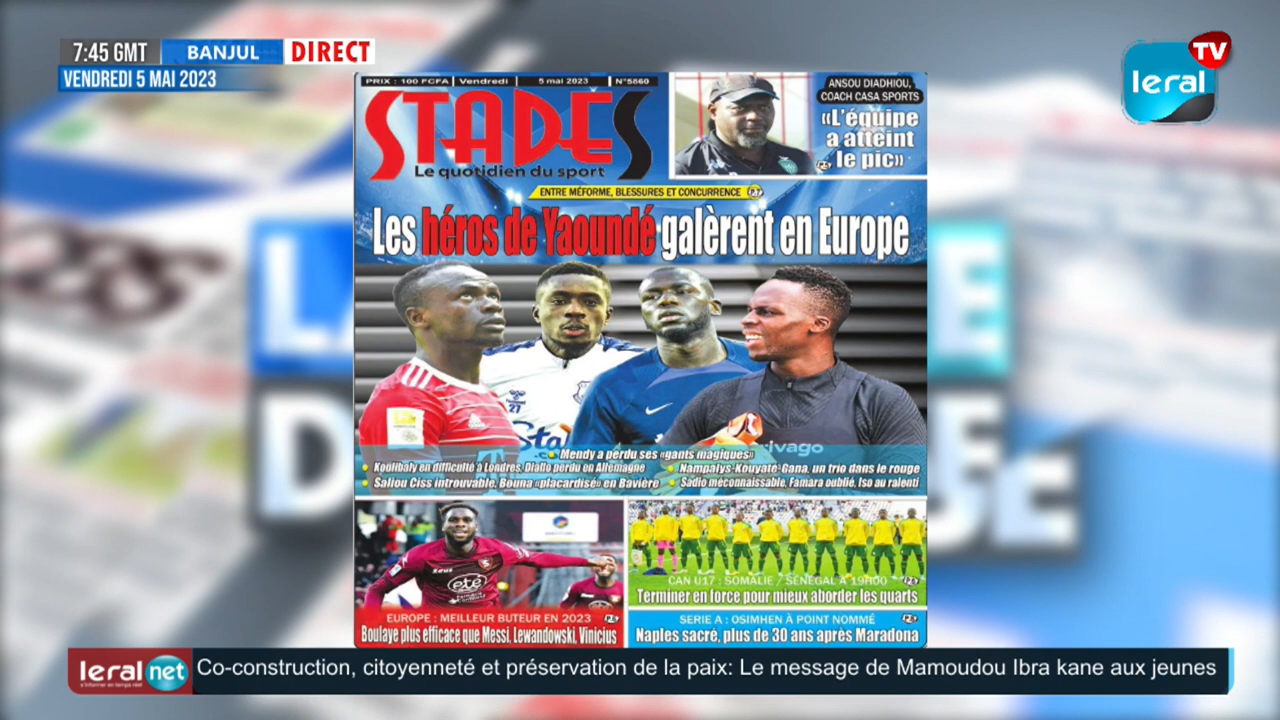 7:45 GMT
BANJUL
DIRECT
VENDREDI 5 MAI 2023
leral TV
PRIX : 100 FCFA
Vendredi
5 mai 2023
N°5860
STADES
Le quotidien du sport
ANSOU DIADHIOU,
COACH CASA SPORTS
«L'équipe
a atteint
le pic»
ENTRE MÉFORME, BLESSURES ET CONCURRENCE
Les héros de Yaoundé galèrent en Europe
27
rivago
Mendy a perdu ses «gants magiques»
Koulibaly en difficulté à Londres, Diallo perdu en Allemagne
Nampalys-Kouyaté-Gana, un trio dans le rouge
Saliou Ciss introuvable, Bouna «placardisé» en Bavière
Sadio méconnaissable, Famara oublié, Iso au ralenti
eté
EUROPE : MEILLEUR BUTEUR EN 2023
Boulaye plus efficace que Messi, Lewandowski, Vinicius
CAN U17 : SOMALIE / SÉNÉGAL À 19H00
Terminer en force pour mieux aborder les quarts
SERIE A : OSIMHEN À POINT NOMMÉ
Naples sacré, plus de 30 ans après Maradona
leral net
s'informer en temps réel
Co-construction, citoyenneté et préservation de la paix: Le message de Mamoudou Ibra kane aux jeunes